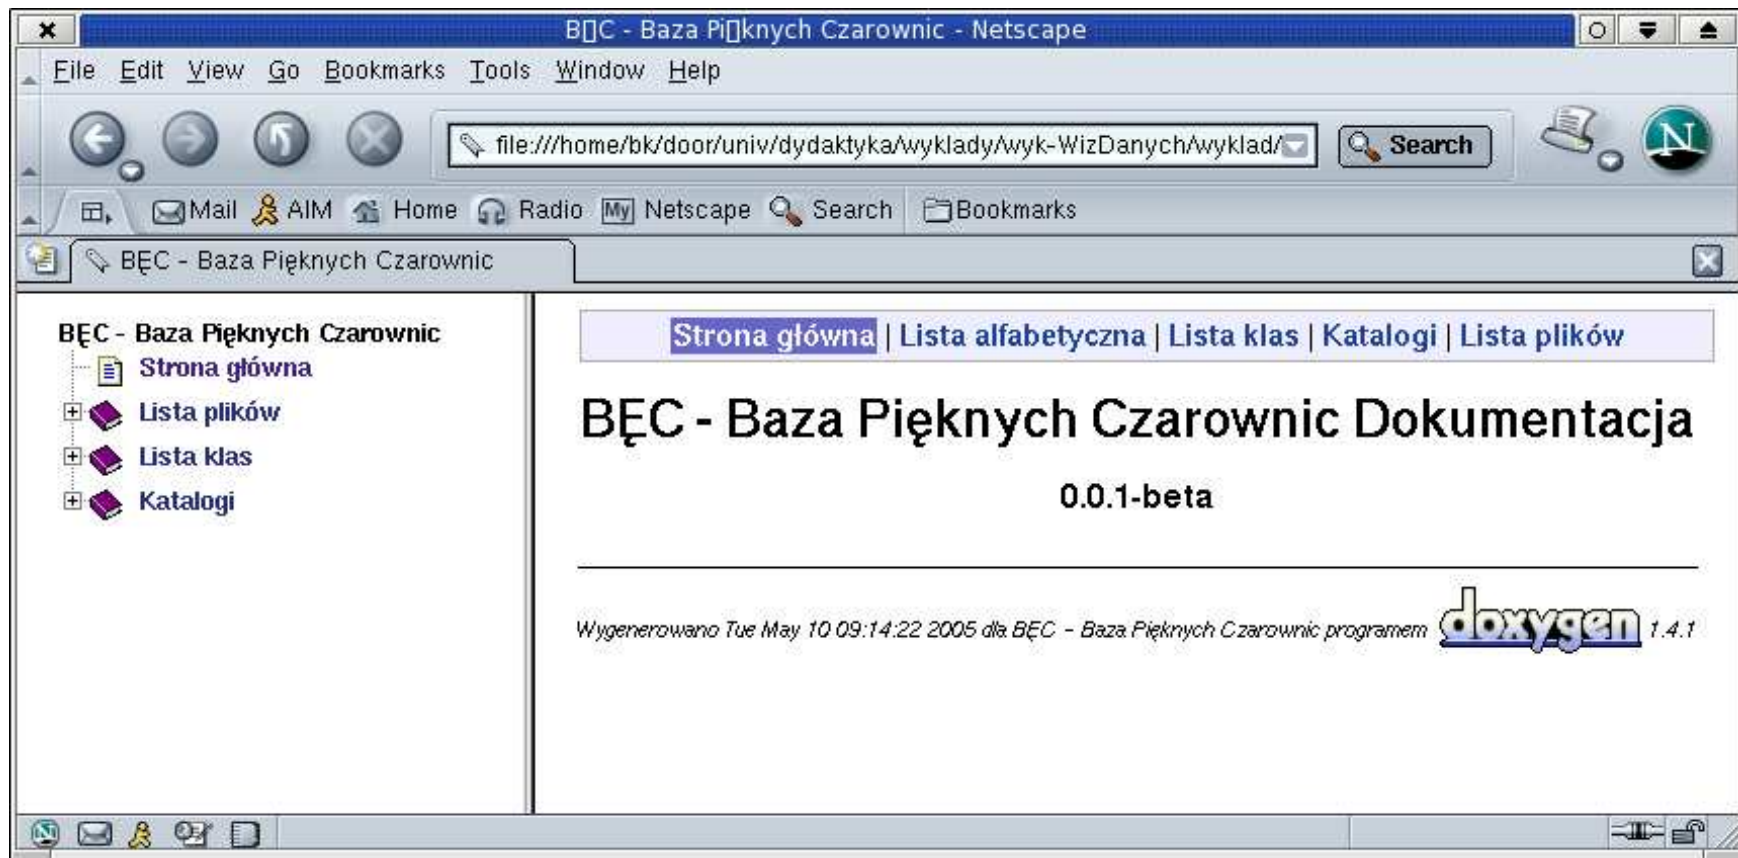 B▯C - Baza Pi▯knych Czarownic - Netscape
File Edit View Go Bookmarks Tools Window Help
file:///home/bk/door/univ/dydaktyka/wyklady/wyk-WizDanych/wyklad/ Search N
Mail AIM Home Radio My Netscape Search Bookmarks
BĘC - Baza Pięknych Czarownic
BĘC - Baza Pięknych Czarownic
Strona główna
Lista plików
Lista klas
Katalogi
Strona główna | Lista alfabetyczna | Lista klas | Katalogi | Lista plików
BĘC - Baza Pięknych Czarownic Dokumentacja
0.0.1-beta
Wygenerowano Tue May 10 09:14:22 2005 dla BĘC - Baza Pięknych Czarownic programem doxygen 1.4.1